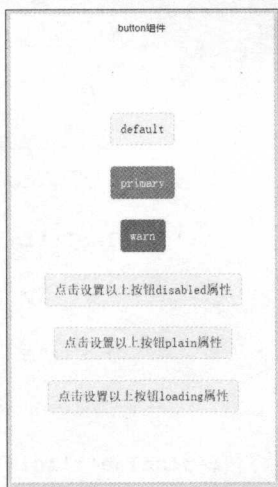 button组件
default
primary
warn
点击设置以上按钮disabled属性
点击设置以上按钮plain属性
点击设置以上按钮loading属性